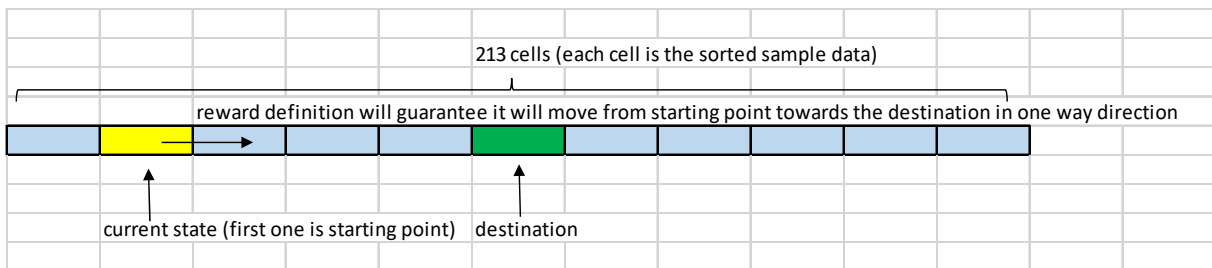 213 cells (each cell is the sorted sample data)
reward definition will guarantee it will move from starting point towards the destination in one way direction
current state (first one is starting point)
destination